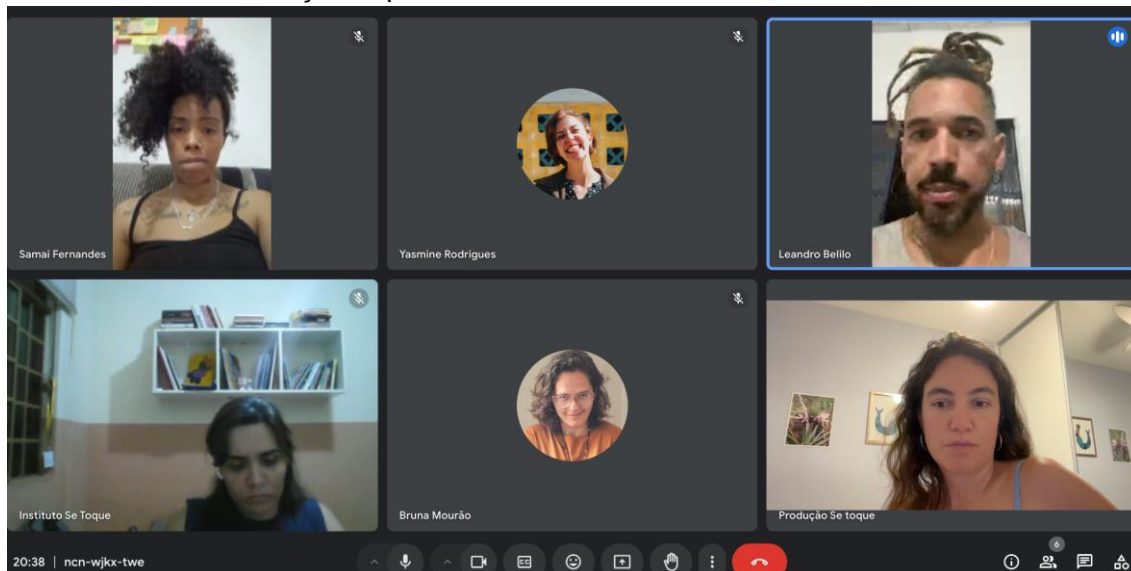 Samai Fernandes
Yasmine Rodrigues
Leandro Belilo
Instituto Se Toque
Bruna Mourão
Produção Se toque
20:38 | ncn-wjkx-twe
CC
6